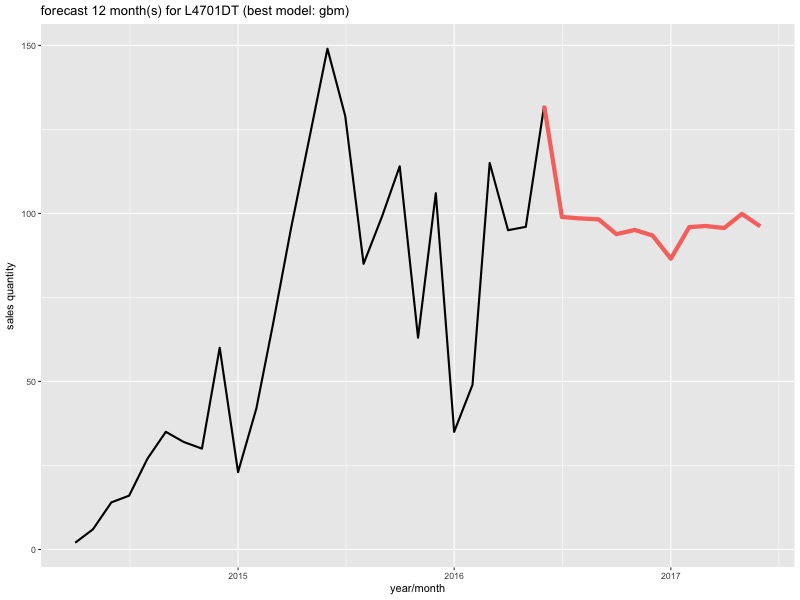 forecast 12 month(s) for L4701DT (best model: gbm)
150
100
50
0
sales quantity
2015
2016
2017
year/month